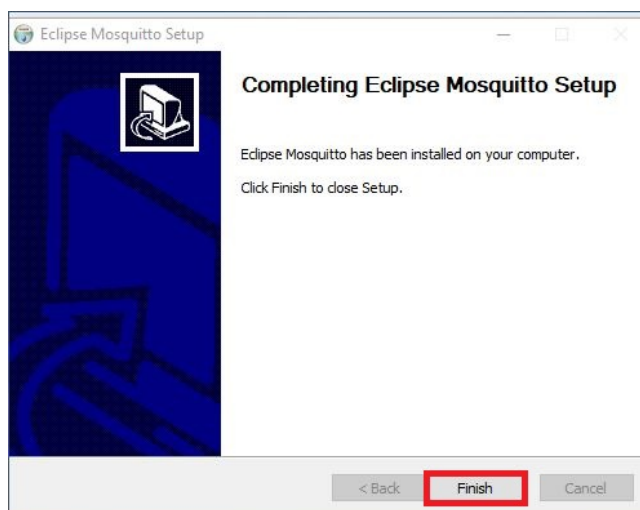 Eclipse Mosquitto Setup
Completing Eclipse Mosquitto Setup
Eclipse Mosquitto has been installed on your computer.
Click Finish to close Setup.
< Back Finish Cancel